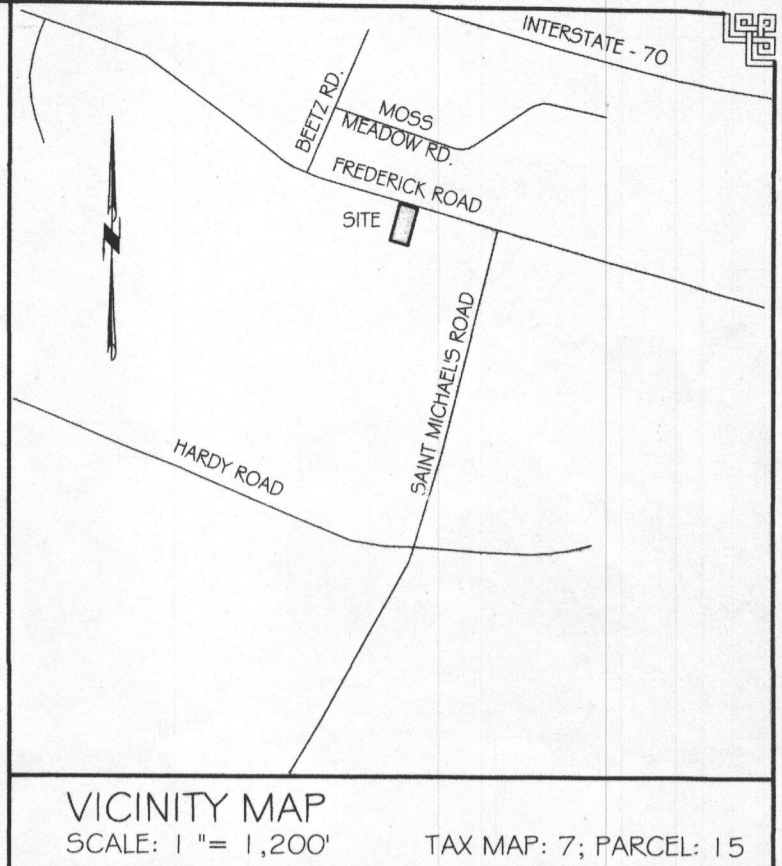 INTERSTATE - 70
BEETZ RD.
MOSS
MEADOW RD.
FREDERICK ROAD
SITE
N
SAINT MICHAEL'S ROAD
HARDY ROAD
VICINITY MAP
SCALE: 1 "= 1,200'
TAX MAP: 7; PARCEL: 15